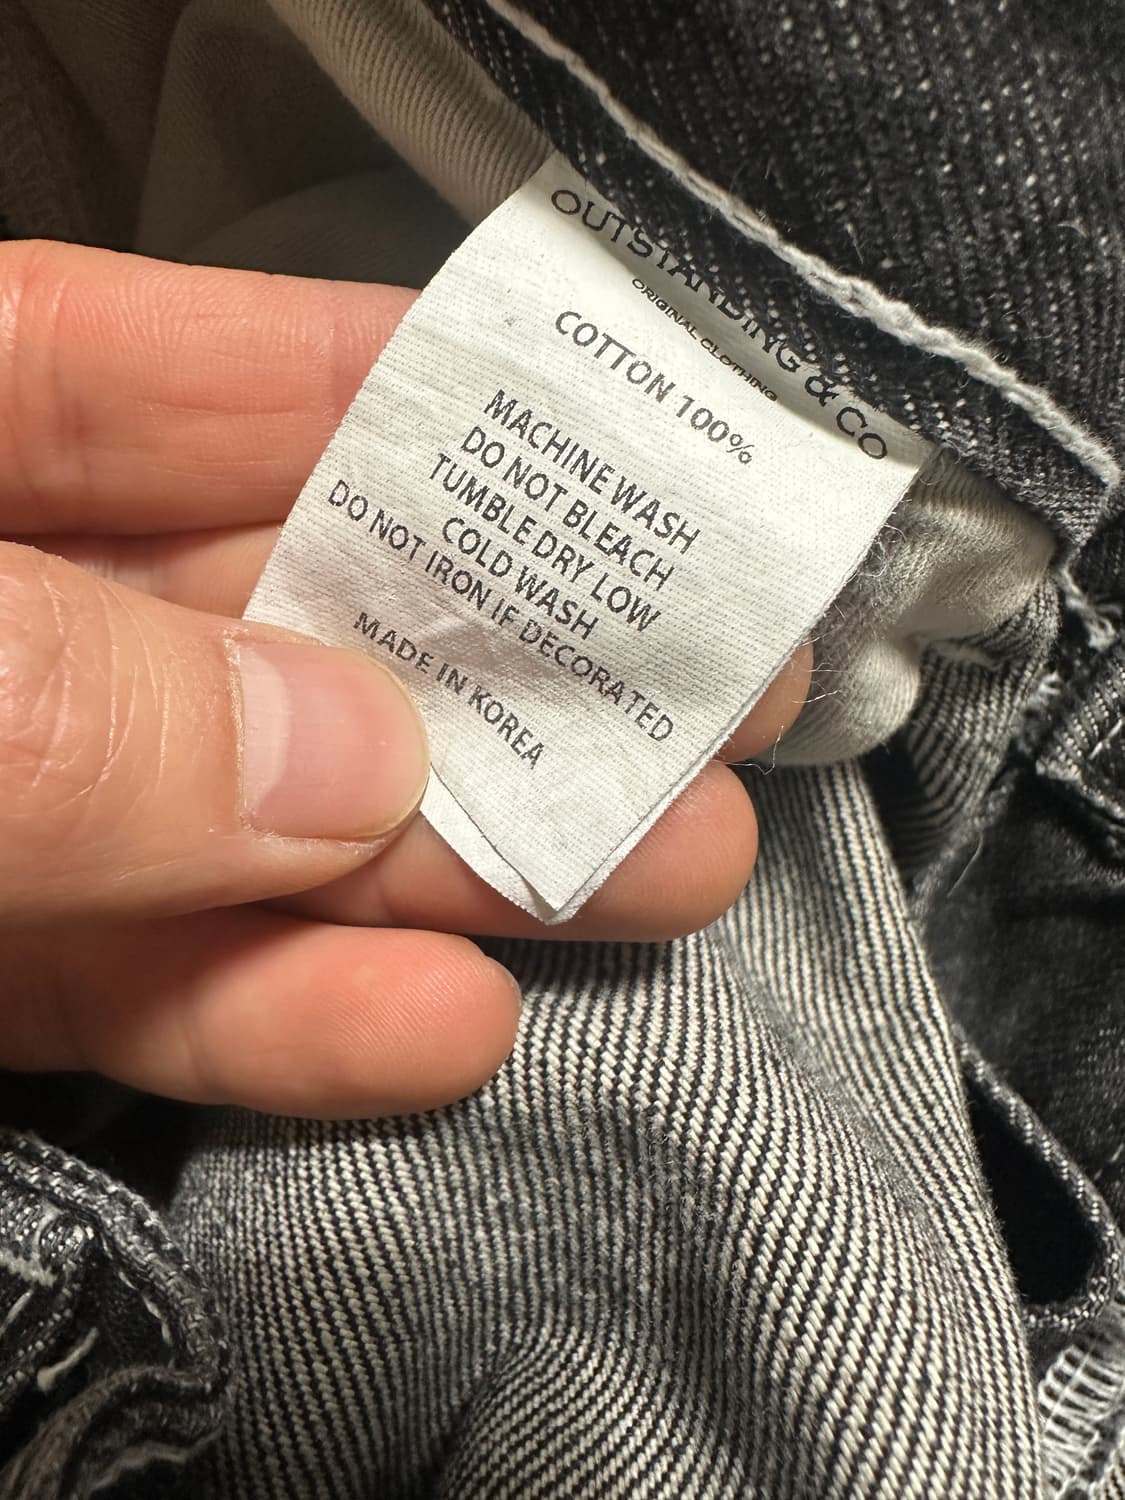 OUTSTANDING & CO
ORIGINAL CLOTHING
COTTON 100%
MACHINE WASH
DO NOT BLEACH
TUMBLE DRY LOW
COLD WASH
DO NOT IRON IF DECORATED
MADE IN KOREA